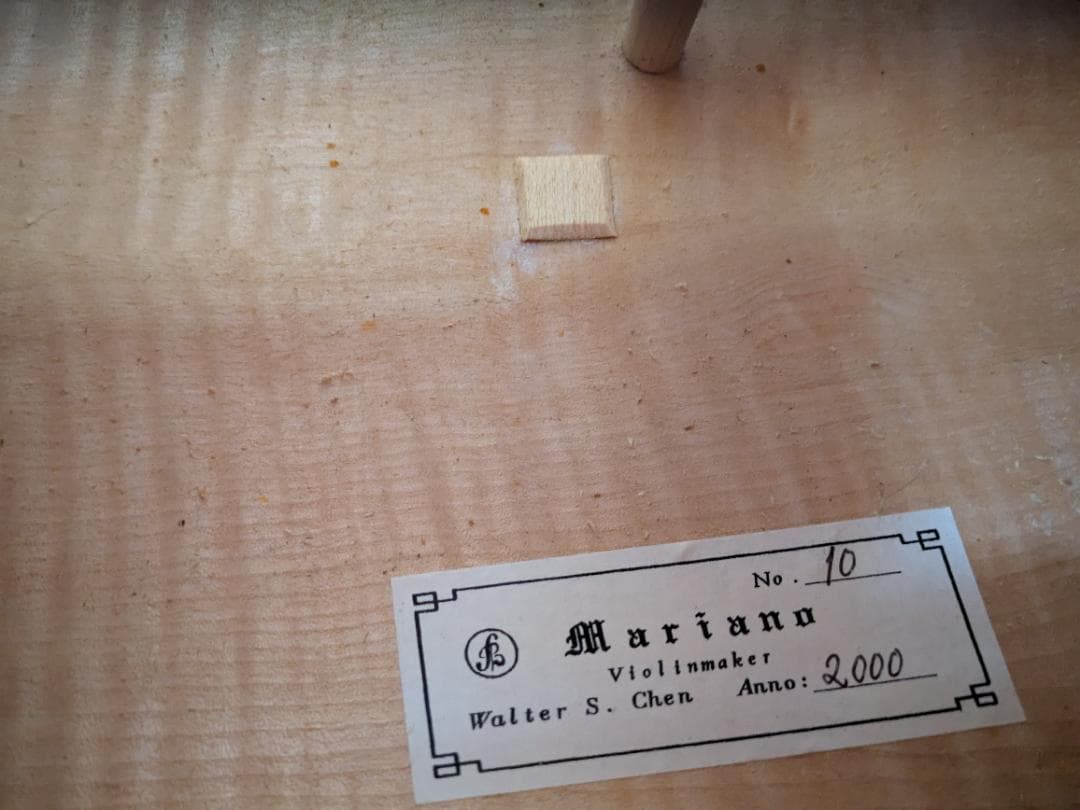 No. 10
Mariano
Violinmaker
Walter S. Chen Anno: 2000